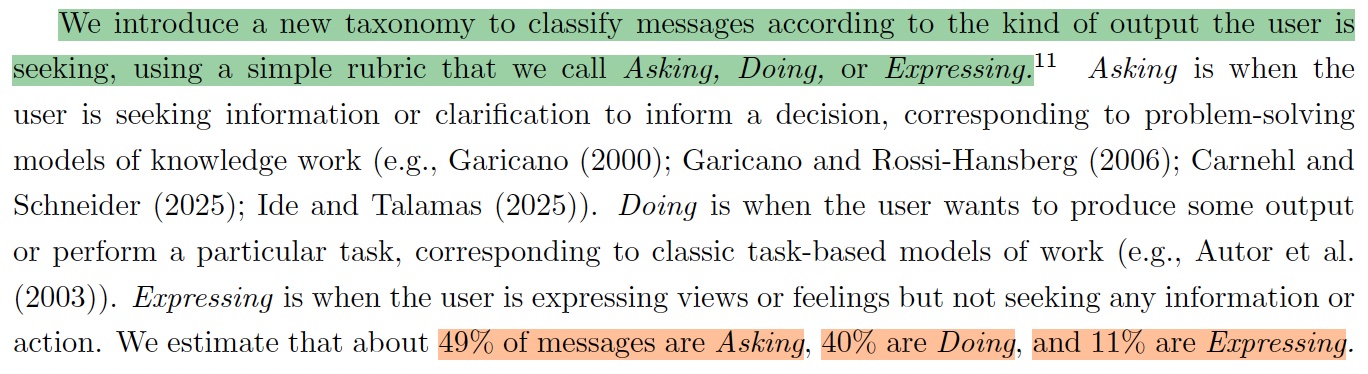 We introduce a new taxonomy to classify messages according to the kind of output the user is
seeking, using a simple rubric that we call Asking, Doing, or Expressing.11 Asking is when the
user is seeking information or clarification to inform a decision, corresponding to problem-solving
models of knowledge work (e.g., Garicano (2000); Garicano and Rossi-Hansberg (2006); Carnehl and
Schneider (2025); Ide and Talamas (2025)). Doing is when the user wants to produce some output
or perform a particular task, corresponding to classic task-based models of work (e.g., Autor et al.
(2003)). Expressing is when the user is expressing views or feelings but not seeking any information or
action. We estimate that about 49% of messages are Asking, 40% are Doing, and 11% are Expressing.